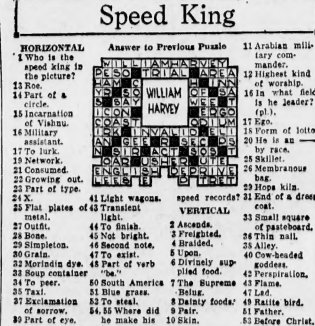 Speed King
HORIZONTAL
1 Who is the
speed king in
the picture?
13 Roe.
14 Part of a
circle.
15 Incarnation
of Vishnu.
16 Military
assistant.
17 To lurk.
19 Network.
21 Consumed.
22 Growing out.
23 Part of type.
24 X.
25 Flat plates of
metal.
27 Outfit.
28 Bone.
29 Simpleton.
30 Grain.
32 Morindin dye.
33 Soup container
34 To peer.
35 Taxi.
37 Exclamation
of sorrow.
39 Part of eye.
Answer to Previous Puzzle
WILLIAMHARVEY
WILLIAM
HARVEY
41 Light wagons.
43 Transient
light.
44 To finish.
45 Not bright.
46 Second note.
47 To exist.
48 Part of verb
"be."
50 South America
51 Blue grass.
52 To steal.
54, 55 Where did
he make his
speed records?
VERTICAL
2 Ascends.
3 Freighted.
4 Braided.
5 Upon.
6 Divinely sup-
plied food.
7 The Supreme
Being.
8 Dainty foods.
9 Pair.
10 Skin.
11 Arabian mili-
tary com-
mander.
12 Highest kind
of worship.
16 In what field
is he leader?
(pl.).
17 Ego.
18 Form of lotto
20 He is an
by race.
25 Skillet.
26 Membranous
bag.
29 Hops kiln.
31 End of a dress
coat.
33 Small square
of pasteboard.
36 Thin nail.
38 Alley.
40 Cow-headed
goddess.
42 Perspiration.
43 Flame.
47 Led.
49 Rattle bird.
51 Father.
53 Before Christ.